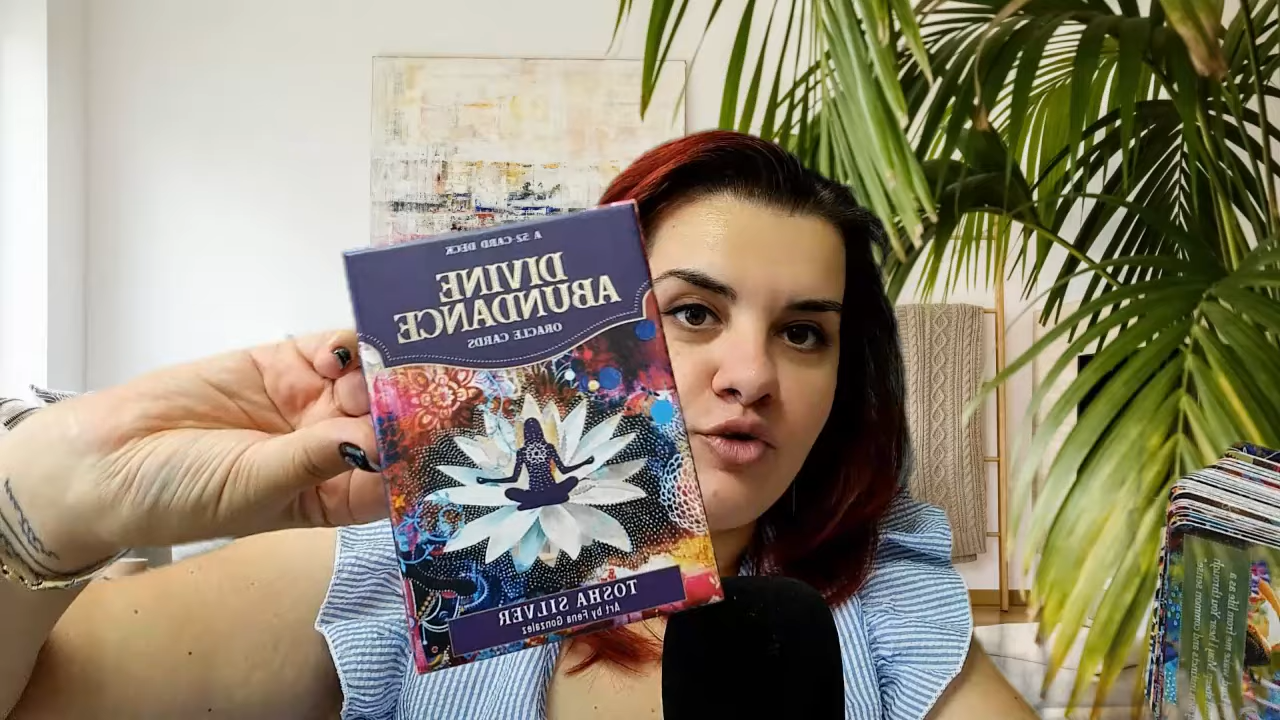 A 52-CARD DECK
DIVINE
ABUNDANCE
ORACLE CARDS
TOSHA SILVER
Art by Fena Gonzalez